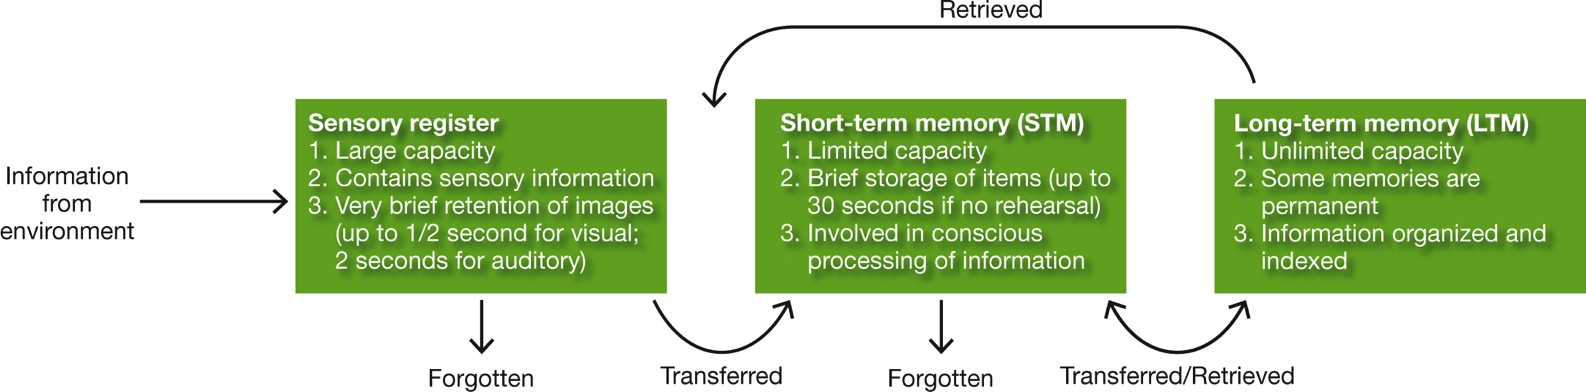 Retrieved
Information
from
environment
Sensory register
1. Large capacity
2. Contains sensory information
3. Very brief retention of images
(up to 1/2 second for visual;
2 seconds for auditory)
Short-term memory (STM)
1. Limited capacity
2. Brief storage of items (up to
30 seconds if no rehearsal)
3. Involved in conscious
processing of information
Long-term memory (LTM)
1. Unlimited capacity
2. Some memories are
permanent
3. Information organized and
indexed
Forgotten
Transferred
Forgotten
Transferred/Retrieved